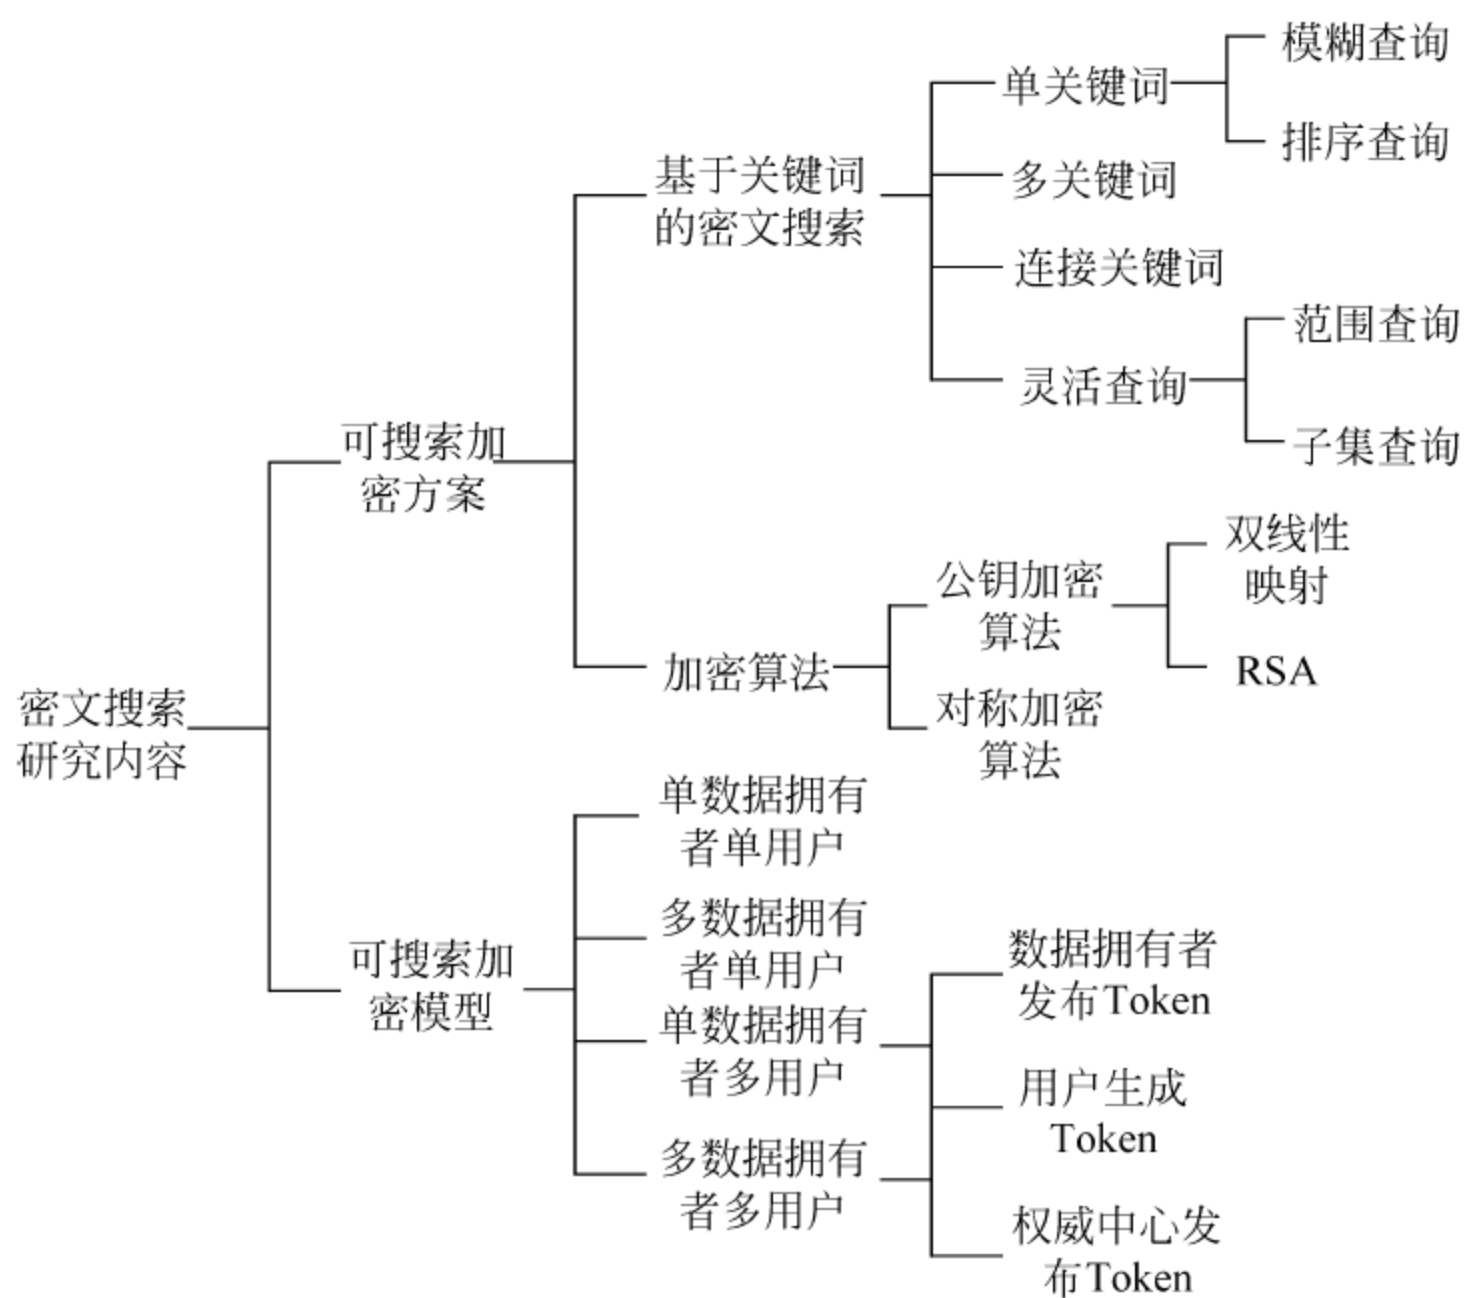 密文搜索
研究内容
可搜索加
密方案
基于关键词
的密文搜索
单关键词
模糊查询
排序查询
多关键词
连接关键词
灵活查询
范围查询
子集查询
加密算法
公钥加密
算法
双线性
映射
RSA
对称加密
算法
可搜索加
密模型
单数据拥有
者单用户
多数据拥有
者单用户
单数据拥有
者多用户
多数据拥有
者多用户
数据拥有者
发布Token
用户生成
Token
权威中心发
布Token